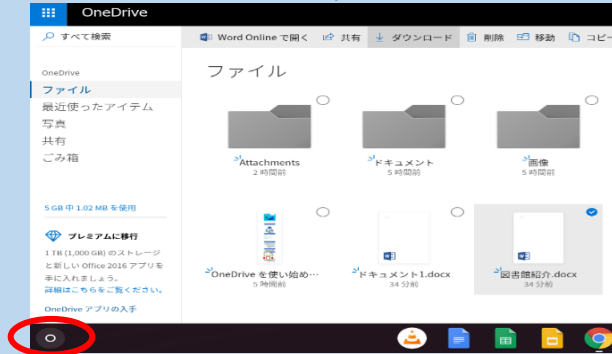 OneDrive
すべて検索
Word Online で開く 共有 ダウンロード 削除 移動 コピー
OneDrive
ファイル
最近使ったアイテム
写真
共有
ごみ箱
5 GB 中 1.02 MB を使用
プレミアムに移行
1 TB (1,000 GB) のストレージ
と新しい Office 2016 アプリを
手に入れましょう。
詳細はこちらをご覧ください。
OneDrive アプリの入手
ファイル
Attachments
2 時間前
ドキュメント
5 時間前
画像
5 時間前
OneDrive を使い始め…
5 時間前
ドキュメント1.docx
34 分前
図書館紹介.docx
34 分前